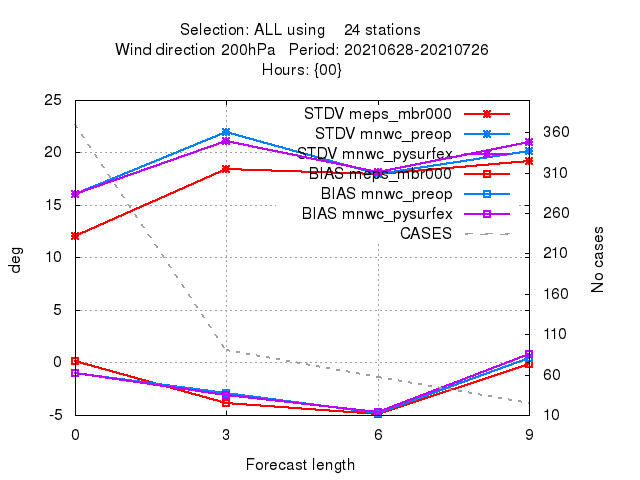 Selection: ALL using 24 stations
Wind direction 200hPa Period: 20210628-20210726
Hours: {00}
STDV meps_mbr000
STDV mnwc_preop
STDV mnwc_pysurfex
BIAS meps_mbr000
BIAS mnwc_preop
BIAS mnwc_pysurfex
CASES
25
20
15
10
5
0
-5
deg
360
310
260
210
160
110
60
10
No cases
0 3 6 9
Forecast length